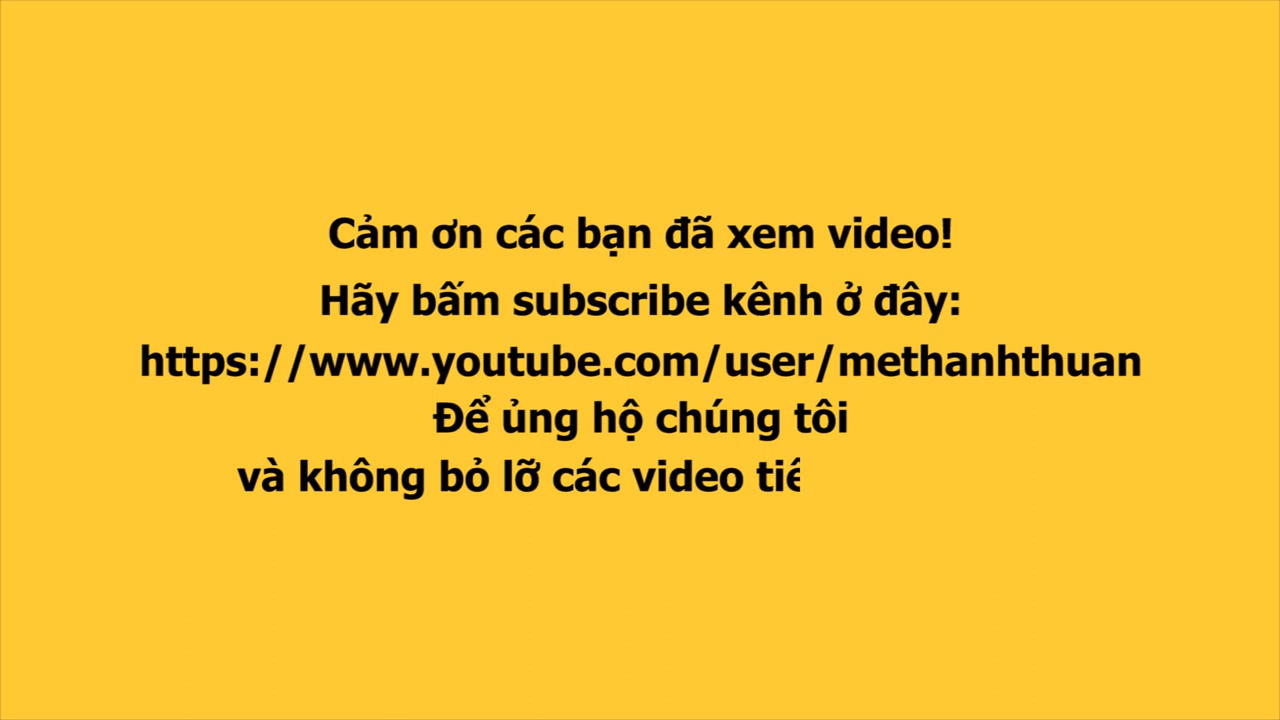 Cảm ơn các bạn đã xem video!
Hãy bấm subscribe kênh ở đây:
https://www.youtube.com/user/methanhthuan
Để ủng hộ chúng tôi
và không bỏ lỡ các video